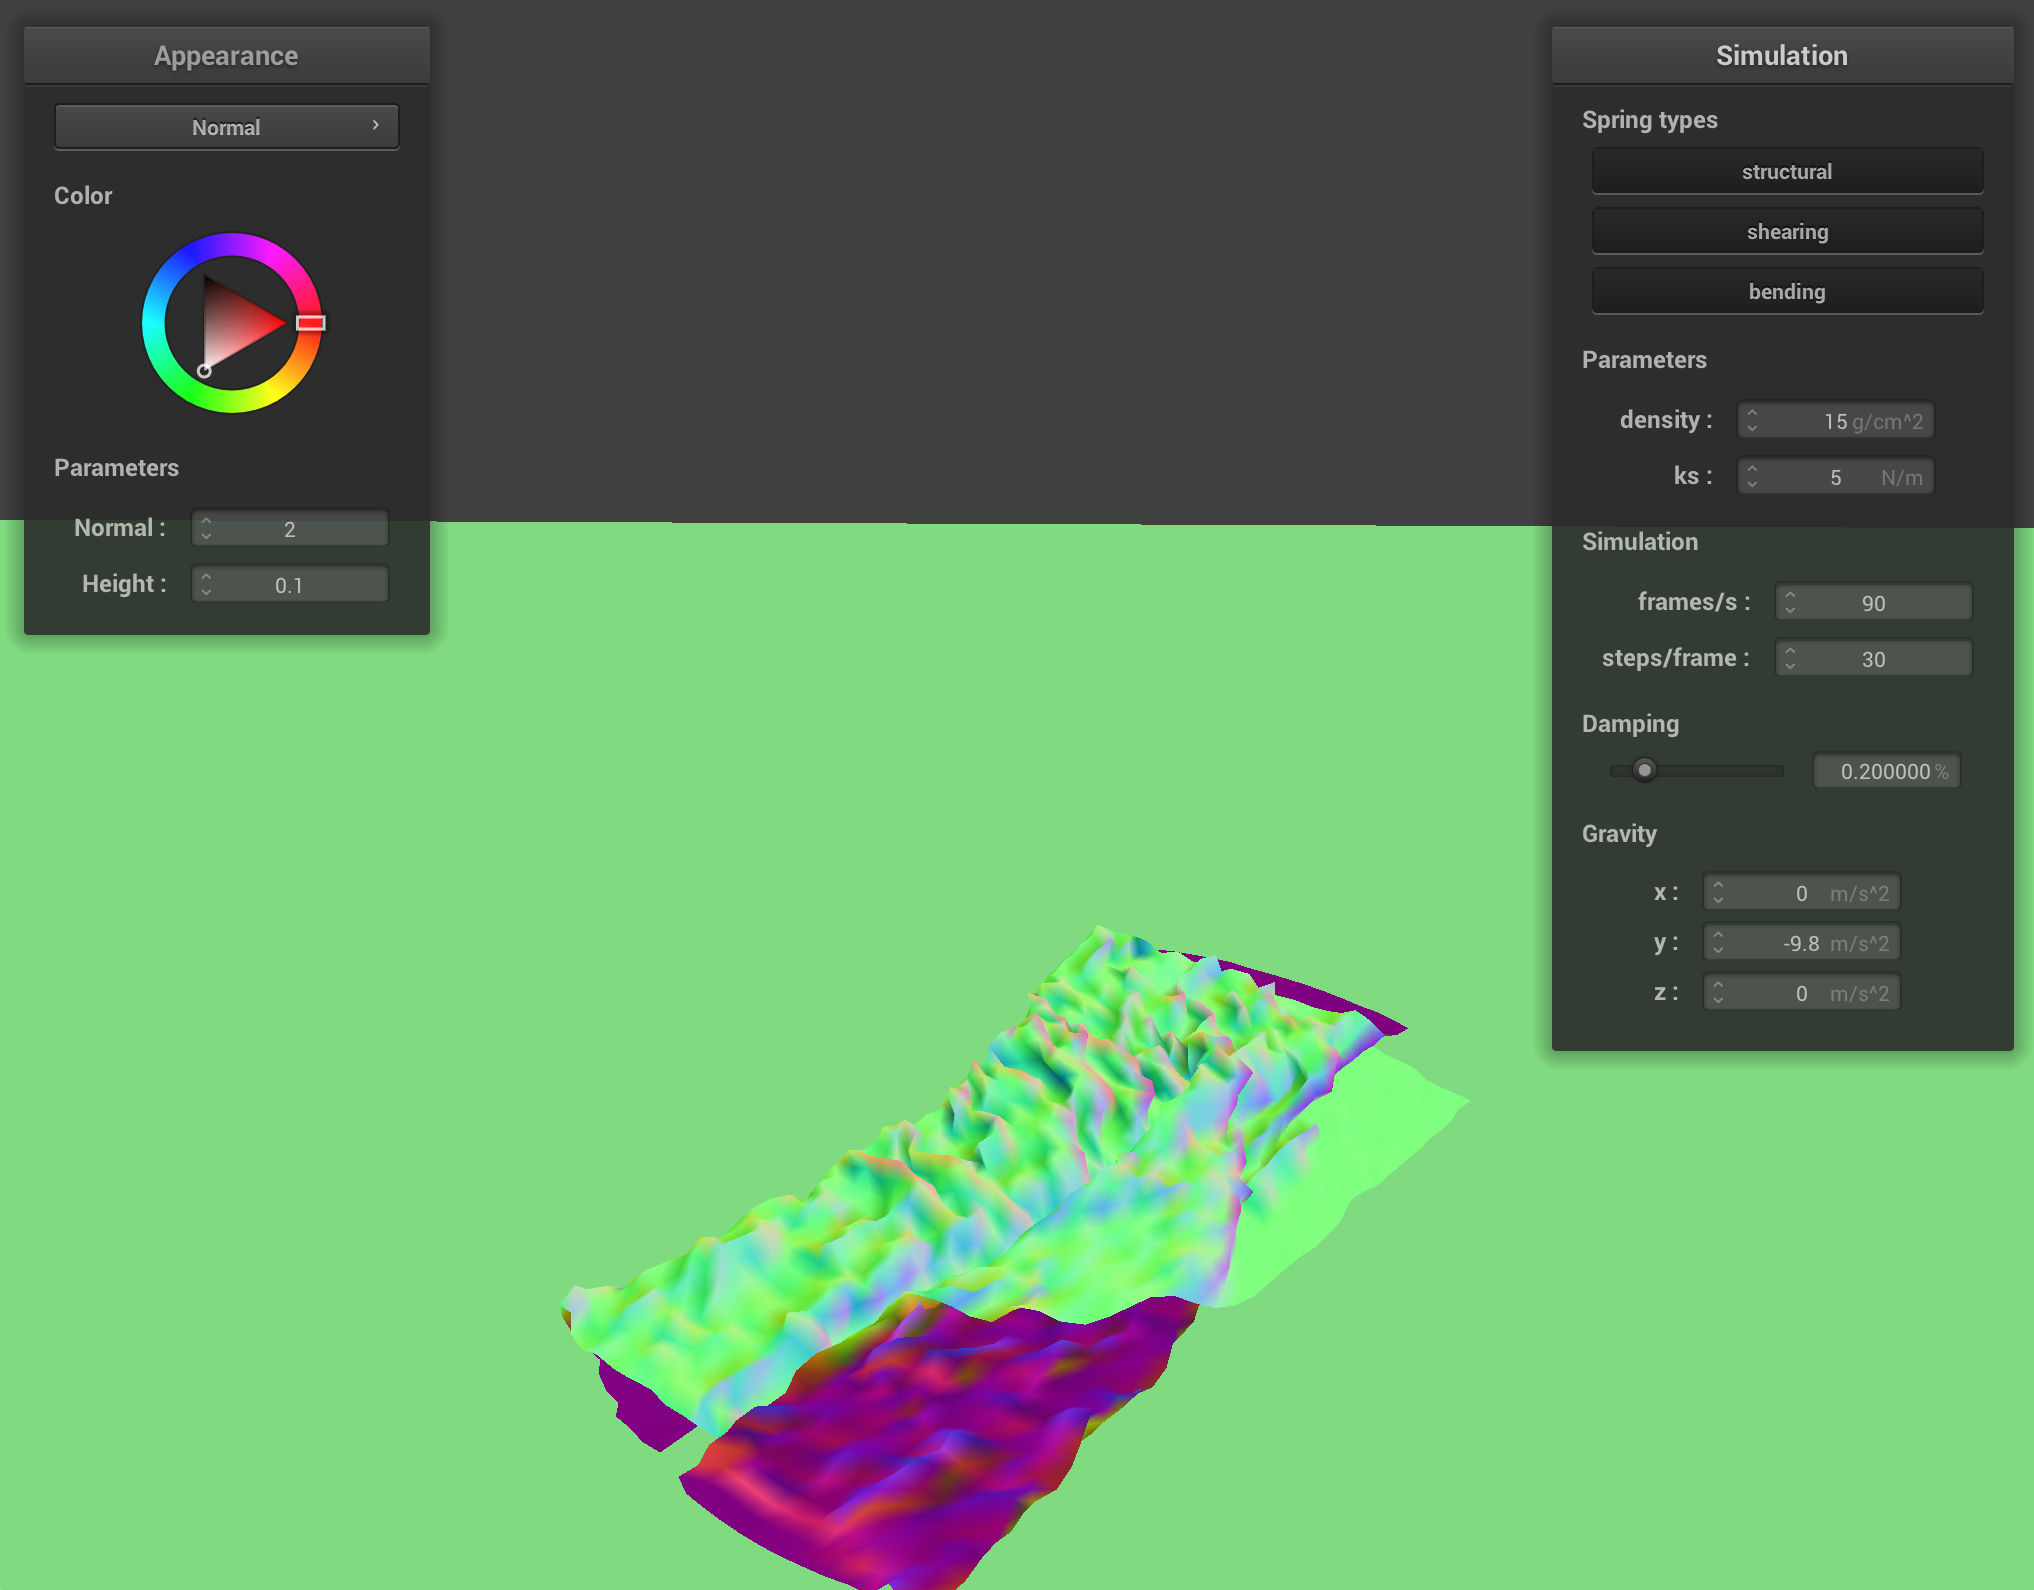 Appearance
Normal
Color
Parameters
Normal : 2
Height : 0.1
Simulation
Spring types
structural
shearing
bending
Parameters
density : 15 g/cm^2
ks : 5 N/m
Simulation
frames/s : 90
steps/frame : 30
Damping
0.200000 %
Gravity
x : 0 m/s^2
y : -9.8 m/s^2
z : 0 m/s^2